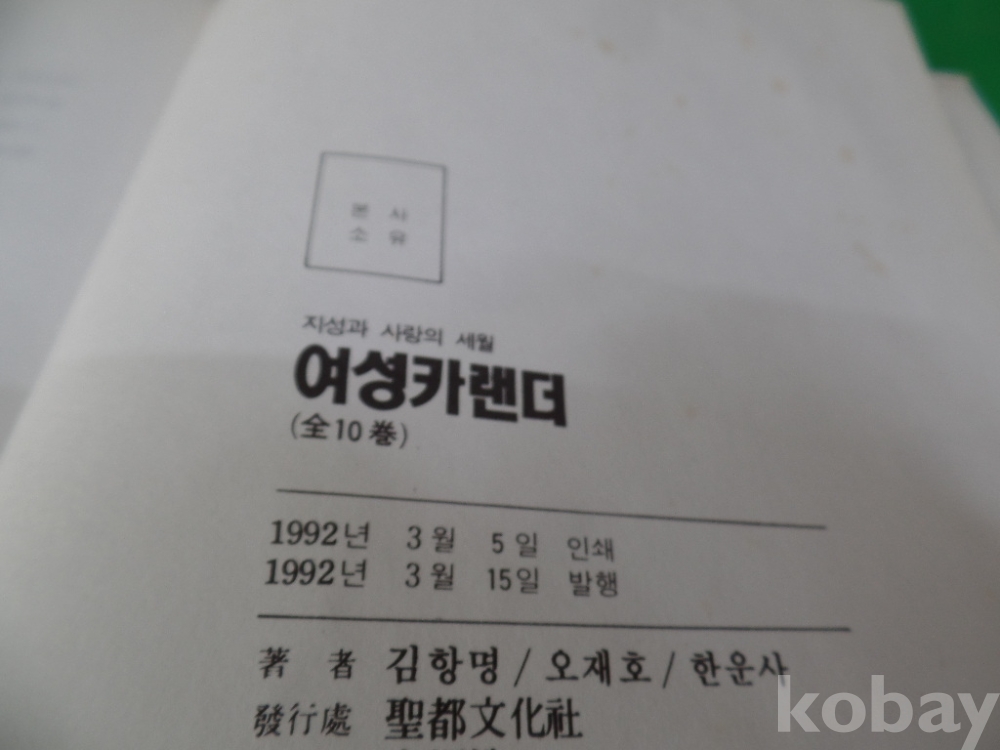 본 사
소 유
지성과 사랑의 세월
여성카랜더
(全10巻)
1992년 3월 5일 인쇄
1992년 3월 15일 발행
著 者 김항명/오재호/한운사
發行處 聖都文化社
kobay